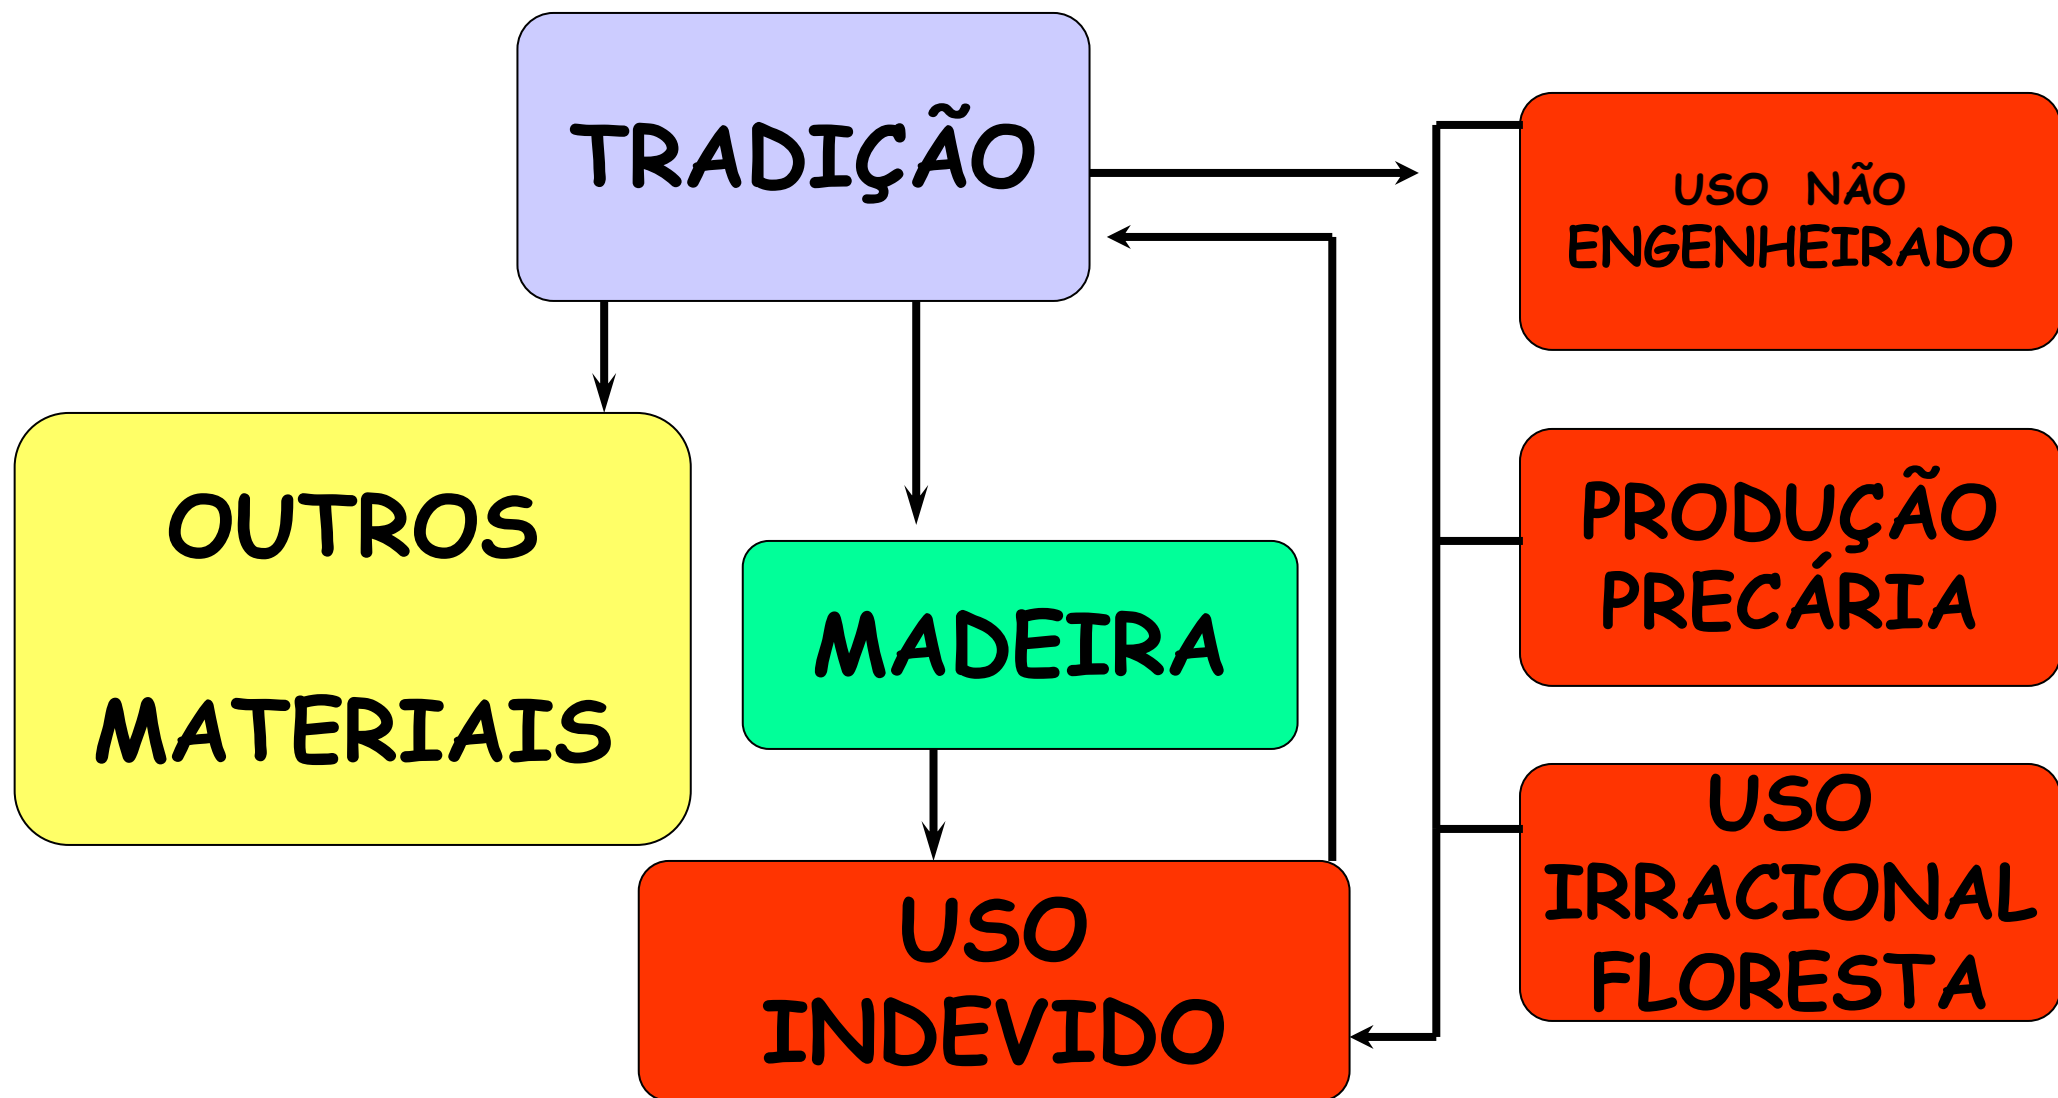 TRADIÇÃO
USO NÃO
ENGENHEIRADO
OUTROS
MATERIAIS
MADEIRA
PRODUÇÃO
PRECÁRIA
USO
IRRACIONAL
FLORESTA
USO
INDEVIDO